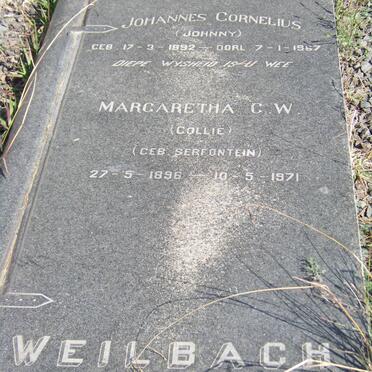 JOHANNES CORNELIUS
(JOHNNY)
GEB 17-3-1892 — OORL 7-1-1967
DIEPE WYSHEID IS U WEE
MARGARETHA C.W
(COLLIE)
(GEB. SERFONTEIN)
27-5-1896 — 10-5-1971
WEILBACH